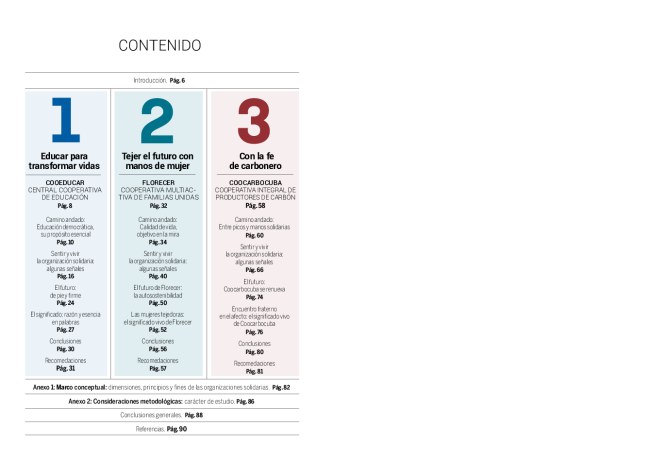 CONTENIDO
Introducción. Pág. 6
1
Educar para
transformar vidas
COOEDUCAR
CENTRAL COOPERATIVA
DE EDUCACIÓN
Pág. 8
Camino andado:
Educación democrática,
su propósito esencial
Pág. 10
Sentir y vivir
la organización solidaria:
algunas señales
Pág. 16
El futuro:
de pie y firme
Pág. 24
El significado: razón y esencia
en palabras
Pág. 27
Conclusiones
Pág. 30
Recomedaciones
Pág. 31
2
Tejer el futuro con
manos de mujer
FLORECER
COOPERATIVA MULTIAC-
TIVA DE FAMILIAS UNIDAS
Pág. 32
Camino andado:
Calidad de vida,
objetivo en la mira
Pág. 34
Sentir y vivir
la organización solidaria:
algunas señales
Pág. 40
El futuro de Florecer:
la autosostenibilidad
Pág. 50
Las mujeres tejedoras:
el significado vivo de Florecer
Pág. 52
Conclusiones
Pág. 56
Recomedaciones
Pág. 57
3
Con la fe
de carbonero
COOCARBOCUBA
COOPERATIVA INTEGRAL DE
PRODUCTORES DE CARBÓN
Pág. 58
Camino andado:
Entre picos y manos solidarias
Pág. 60
Sentir y vivir
la organización solidaria:
algunas señales
Pág. 66
El futuro:
Coocarbocuba se renueva
Pág. 74
Encuentro fraterno
en el afecto: el significado vivo
de Coocarbocuba
Pág. 76
Conclusiones
Pág. 80
Recomedaciones
Pág. 81
Anexo 1: Marco conceptual: dimensiones, principios y fines de las organizaciones solidarias. Pág. 82
Anexo 2: Consideraciones metodológicas: carácter de estudio. Pág. 86
Conclusiones generales. Pág. 88
Referencias. Pág. 90